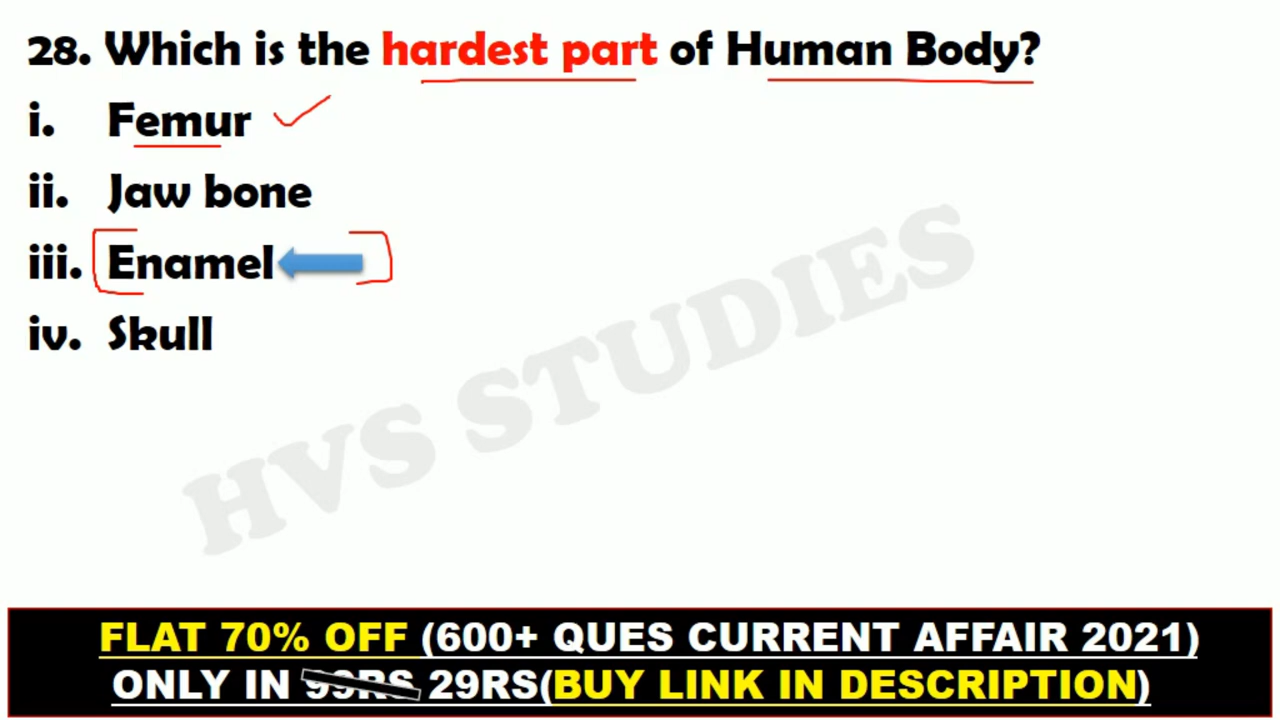 28. Which is the hardest part of Human Body?
i. Femur
ii. Jaw bone
iii. Enamel
iv. Skull
HVS STUDIES
FLAT 70% OFF (600+ QUES CURRENT AFFAIR 2021)
ONLY IN 99RS 29RS(BUY LINK IN DESCRIPTION)